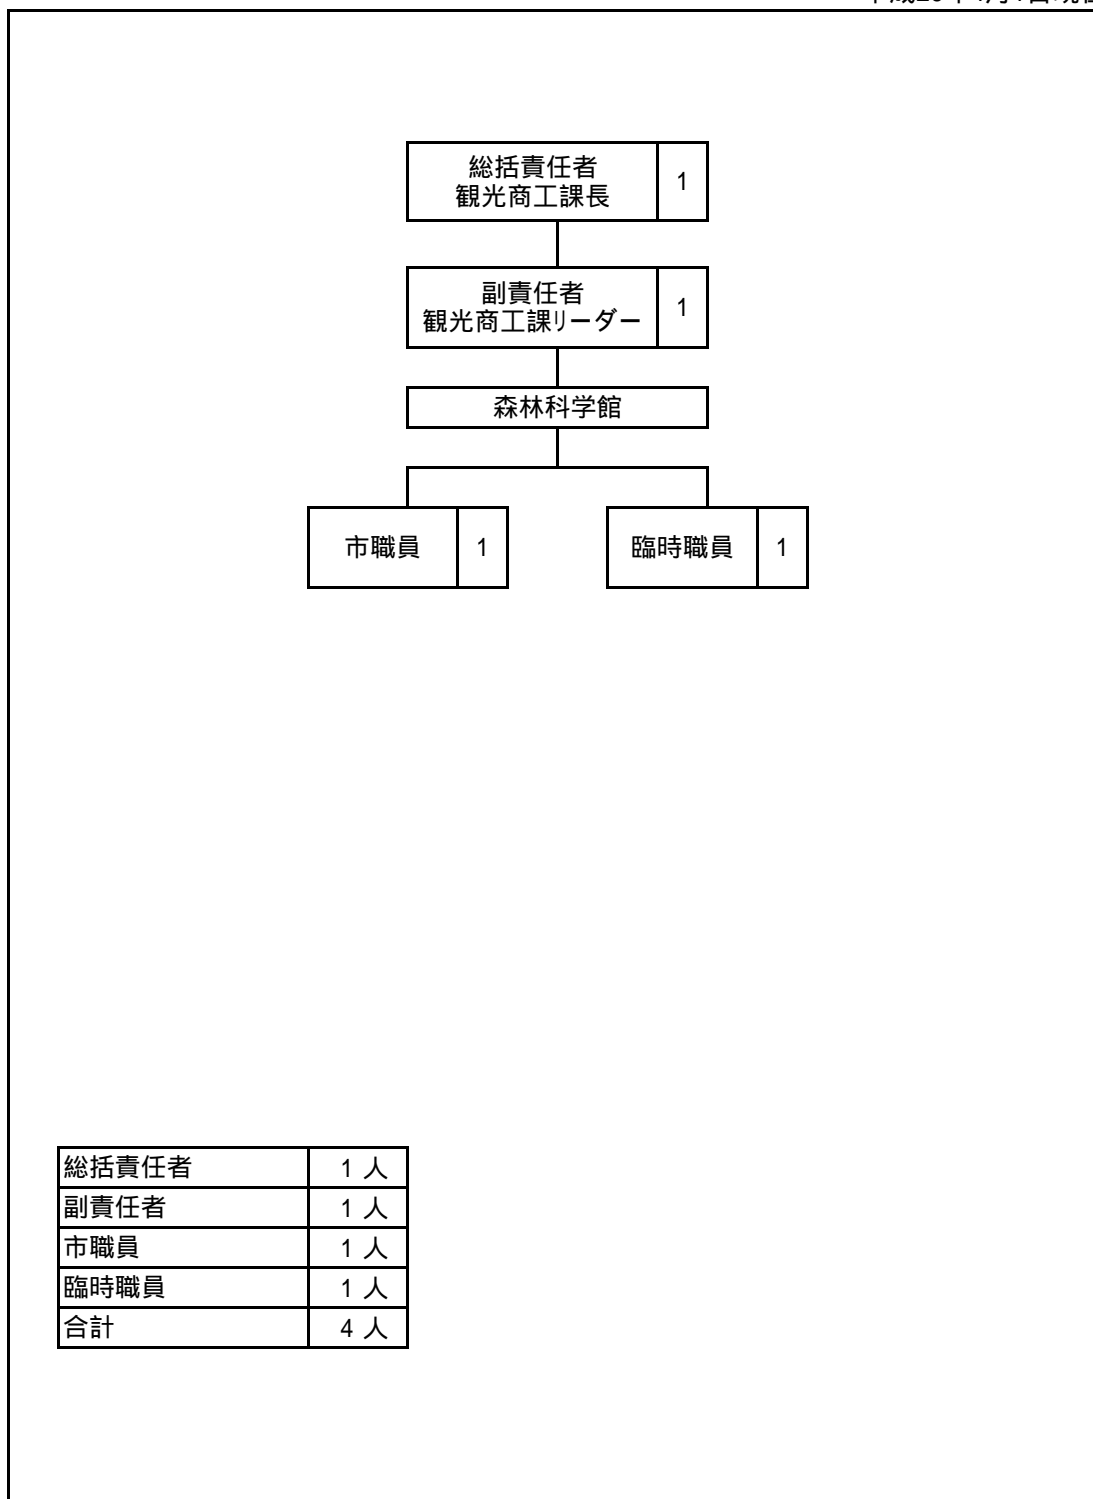 総括責任者
観光商工課長
1
副責任者
観光商工課リーダー
1
森林科学館
市職員 1
臨時職員 1
総括責任者 1 人
副責任者 1 人
市職員 1 人
臨時職員 1 人
合計 4 人